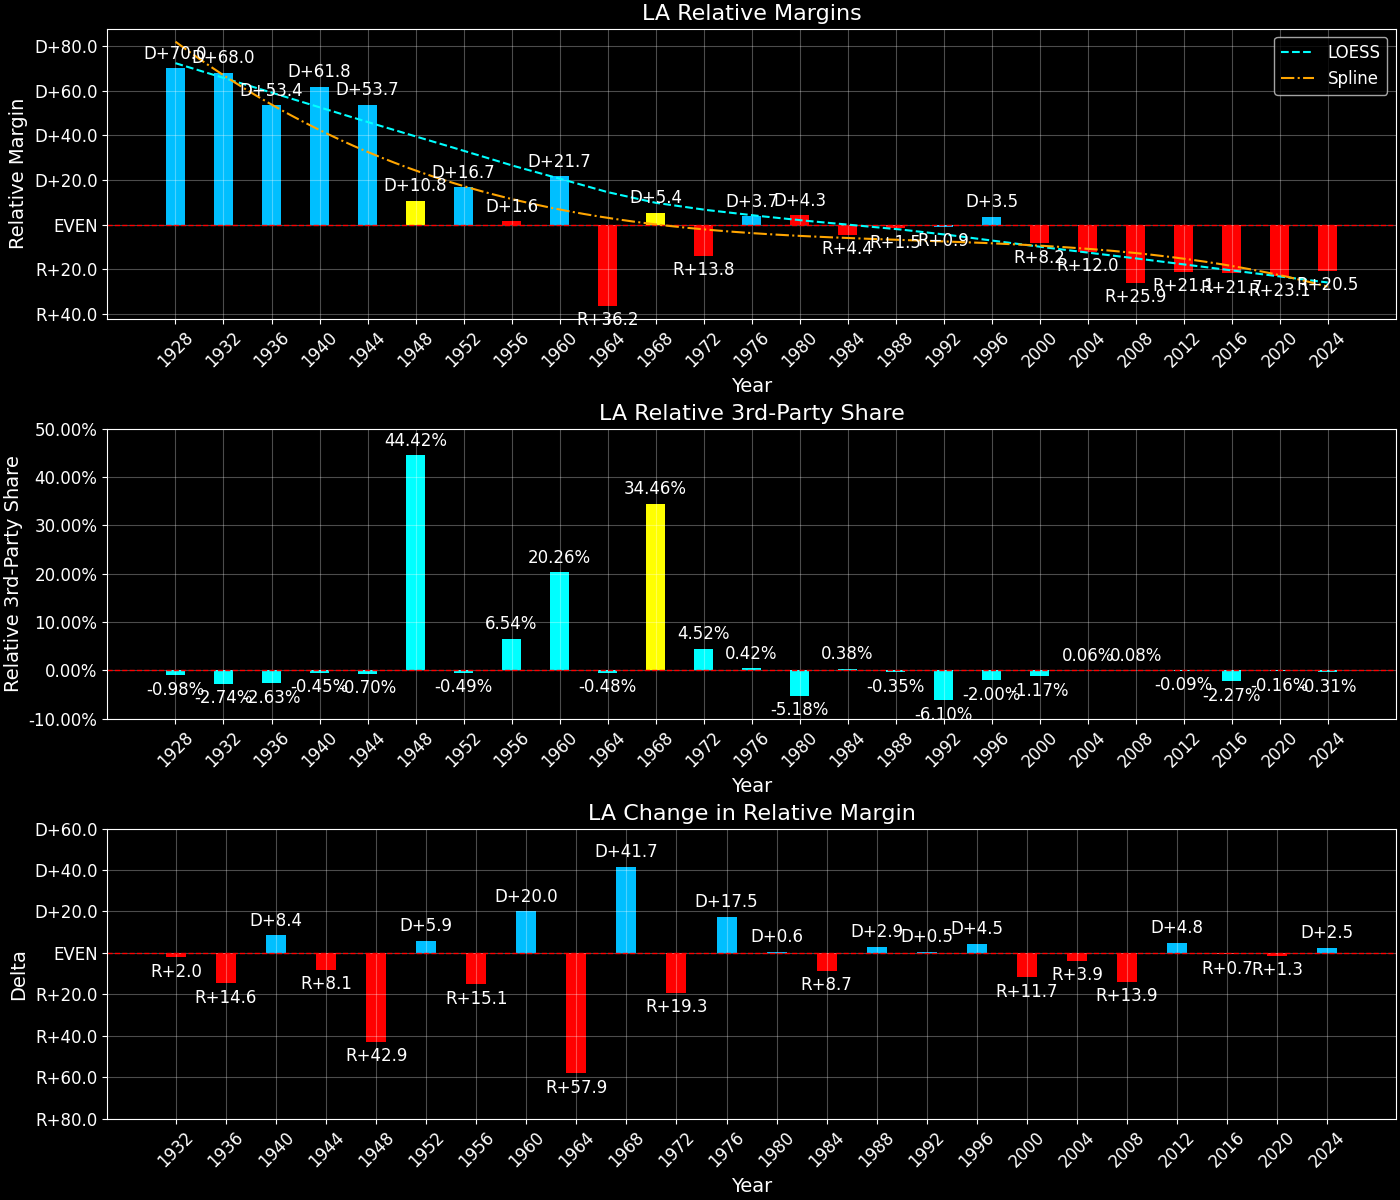 LA Relative Margins
Relative Margin
D+80.0
D+60.0
D+40.0
D+20.0
EVEN
R+20.0
R+40.0
D+70.0 D+68.0 D+53.4 D+61.8 D+53.7 D+10.8 D+16.7 D+1.6 D+21.7 R+36.2 D+5.4 R+13.8 D+3.7 D+4.3 R+4.4 R+1.5 R+0.9 D+3.5 R+8.2 R+12.0 R+25.9 R+21.1 R+21.7 R+23.1 R+20.5
LOESS
Spline
1928 1932 1936 1940 1944 1948 1952 1956 1960 1964 1968 1972 1976 1980 1984 1988 1992 1996 2000 2004 2008 2012 2016 2020 2024
Year
LA Relative 3rd-Party Share
Relative 3rd-Party Share
50.00%
40.00%
30.00%
20.00%
10.00%
0.00%
-10.00%
-0.98% -2.74% -2.63% -0.45% -0.70% 44.42% -0.49% 6.54% 20.26% -0.48% 34.46% 4.52% 0.42% -5.18% 0.38% -0.35% -6.10% -2.00% -1.17% 0.06% 0.08% -0.09% -2.27% -0.16% -0.31%
1928 1932 1936 1940 1944 1948 1952 1956 1960 1964 1968 1972 1976 1980 1984 1988 1992 1996 2000 2004 2008 2012 2016 2020 2024
Year
LA Change in Relative Margin
Delta
D+60.0
D+40.0
D+20.0
EVEN
R+20.0
R+40.0
R+60.0
R+80.0
R+2.0 R+14.6 D+8.4 R+8.1 R+42.9 D+5.9 R+15.1 D+20.0 R+57.9 D+41.7 R+19.3 D+17.5 D+0.6 R+8.7 D+2.9 D+0.5 D+4.5 R+11.7 R+3.9 R+13.9 D+4.8 R+0.7 R+1.3 D+2.5
1932 1936 1940 1944 1948 1952 1956 1960 1964 1968 1972 1976 1980 1984 1988 1992 1996 2000 2004 2008 2012 2016 2020 2024
Year